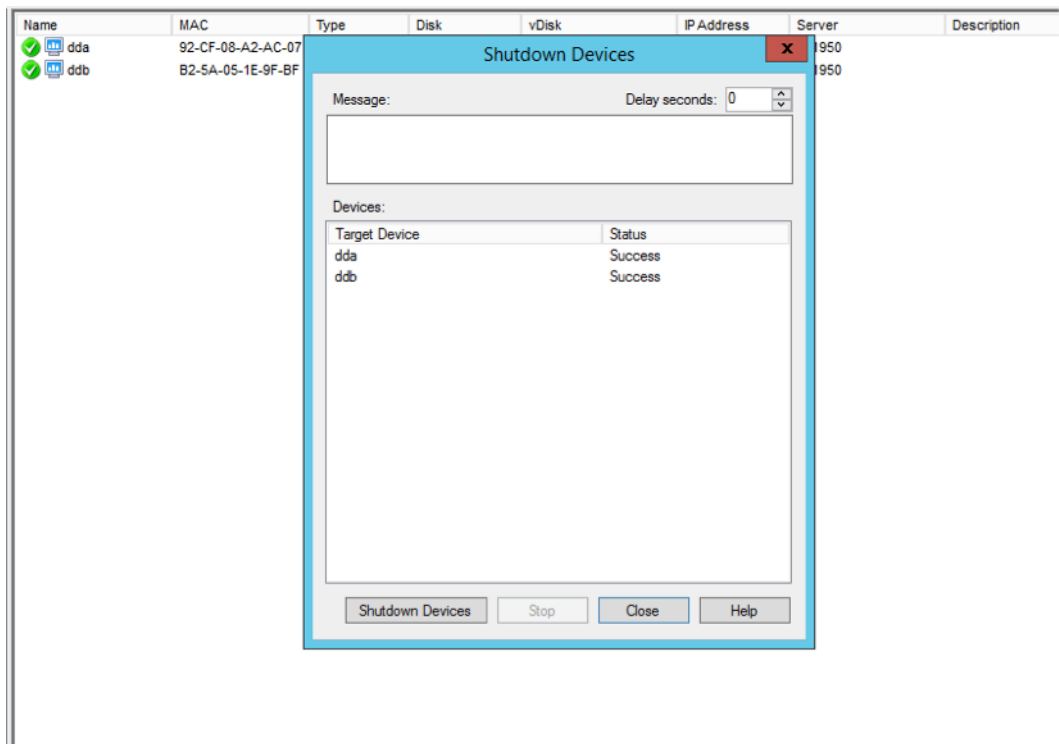 Name MAC Type Disk vDisk IP Address Server Description
dda 92-CF-08-A2-AC-07 1950
ddb B2-5A-05-1E-9F-BF 1950
Shutdown Devices x
Message: Delay seconds: 0
Devices:
Target Device Status
dda Success
ddb Success
Shutdown Devices Stop Close Help